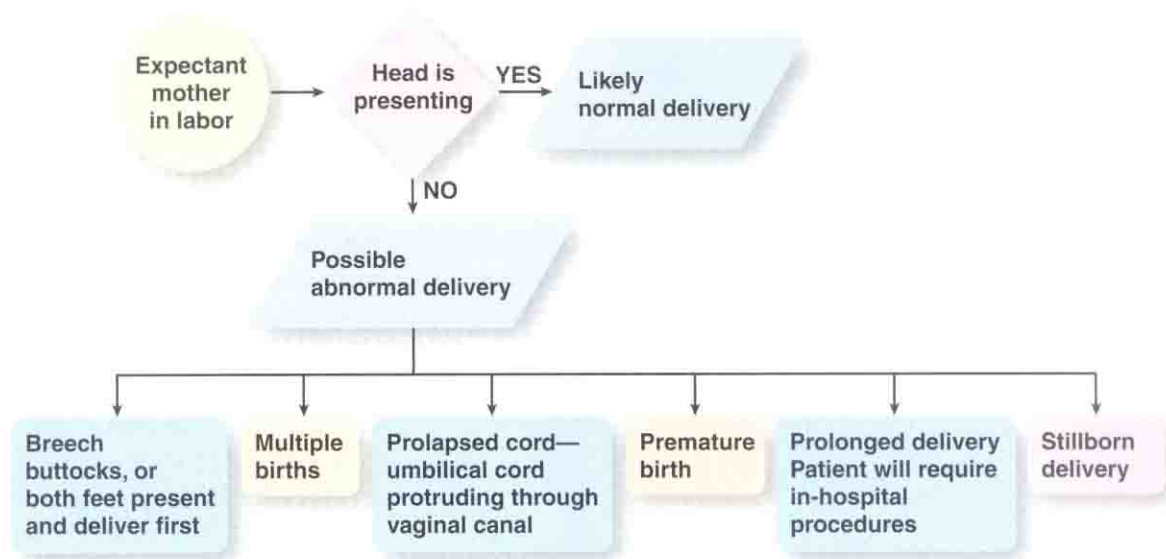 Expectant
mother
in labor
Head is
presenting
YES
Likely
normal delivery
NO
Possible
abnormal delivery
Breech
buttocks, or
both feet present
and deliver first
Multiple
births
Prolapsed cord—
umbilical cord
protruding through
vaginal canal
Premature
birth
Prolonged delivery
Patient will require
in-hospital
procedures
Stillborn
delivery